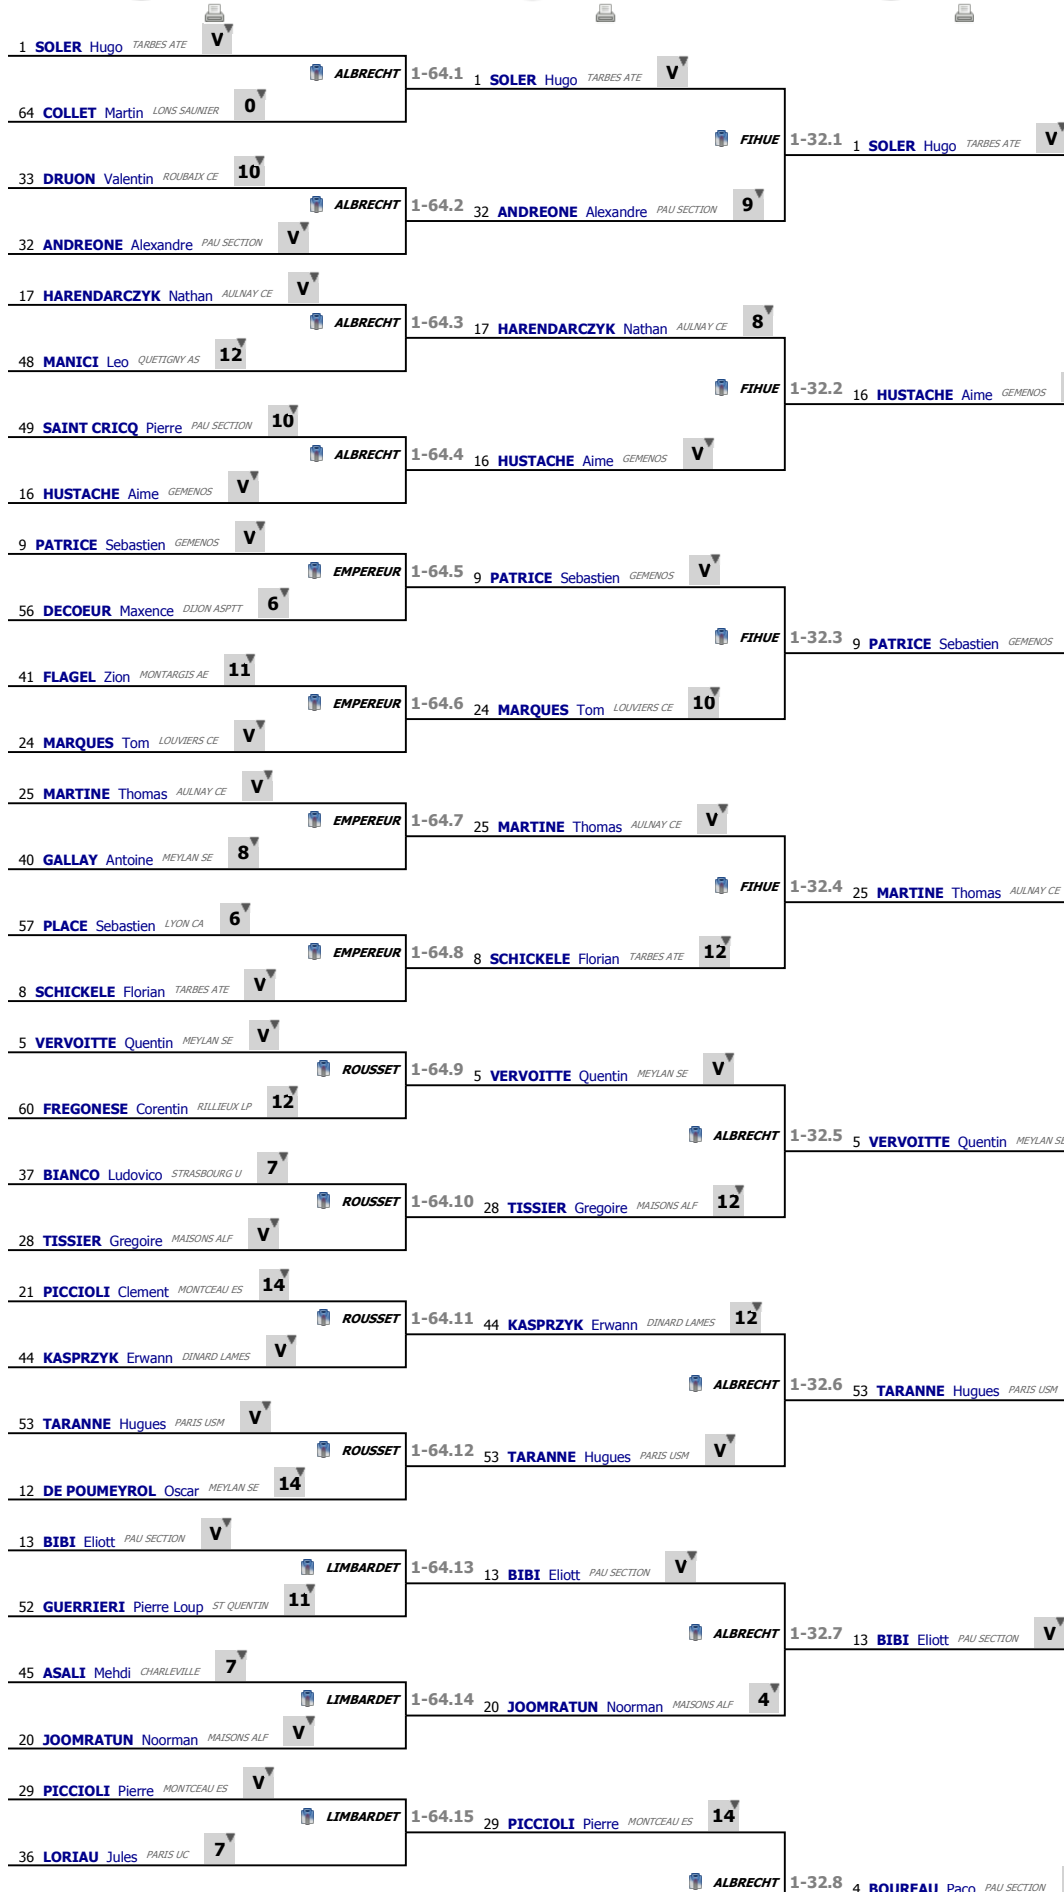 1 SOLER Hugo TARBES ATE V
ALBRECHT 1-64.1 1 SOLER Hugo TARBES ATE V
64 COLLET Martin LONS SAUNIER 0
FIHUE 1-32.1 1 SOLER Hugo TARBES ATE V
33 DRUON Valentin ROUBAIX CE 10
ALBRECHT 1-64.2 32 ANDREONE Alexandre PAU SECTION 9
32 ANDREONE Alexandre PAU SECTION V
17 HARENDARCZYK Nathan AULNAY CE V
ALBRECHT 1-64.3 17 HARENDARCZYK Nathan AULNAY CE 8
48 MANICI Leo QUETIGNY AS 12
FIHUE 1-32.2 16 HUSTACHE Aime GEMENOS
49 SAINT CRICQ Pierre PAU SECTION 10
ALBRECHT 1-64.4 16 HUSTACHE Aime GEMENOS V
16 HUSTACHE Aime GEMENOS V
9 PATRICE Sebastien GEMENOS V
EMPEREUR 1-64.5 9 PATRICE Sebastien GEMENOS V
56 DECOEUR Maxence DIJON ASPTT 6
FIHUE 1-32.3 9 PATRICE Sebastien GEMENOS
41 FLAGEL Zion MONTARGIS AE 11
EMPEREUR 1-64.6 24 MARQUES Tom LOUVIERS CE 10
24 MARQUES Tom LOUVIERS CE V
25 MARTINE Thomas AULNAY CE V
EMPEREUR 1-64.7 25 MARTINE Thomas AULNAY CE V
40 GALLAY Antoine MEYLAN SE 8
FIHUE 1-32.4 25 MARTINE Thomas AULNAY CE
57 PLACE Sebastien LYON CA 6
EMPEREUR 1-64.8 8 SCHICKELE Florian TARBES ATE 12
8 SCHICKELE Florian TARBES ATE V
5 VERVOITTE Quentin MEYLAN SE V
ROUSSET 1-64.9 5 VERVOITTE Quentin MEYLAN SE V
60 FREGONESE Corentin RILLIEUX LP 12
ALBRECHT 1-32.5 5 VERVOITTE Quentin MEYLAN SE
37 BIANCO Ludovico STRASBOURG U 7
ROUSSET 1-64.10 28 TISSIER Gregoire MAISONS ALF 12
28 TISSIER Gregoire MAISONS ALF V
21 PICCIOLI Clement MONTCEAU ES 14
ROUSSET 1-64.11 44 KASPRZYK Erwann DINARD LAMES 12
44 KASPRZYK Erwann DINARD LAMES V
ALBRECHT 1-32.6 53 TARANNE Hugues PARIS USM
53 TARANNE Hugues PARIS USM V
ROUSSET 1-64.12 53 TARANNE Hugues PARIS USM V
12 DE POUMEYROL Oscar MEYLAN SE 14
13 BIBI Eliott PAU SECTION V
LIMBARDET 1-64.13 13 BIBI Eliott PAU SECTION V
52 GUERRIERI Pierre Loup ST QUENTIN 11
ALBRECHT 1-32.7 13 BIBI Eliott PAU SECTION V
45 ASALI Mehdi CHARLEVILLE 7
LIMBARDET 1-64.14 20 JOOMRATUN Noorman MAISONS ALF 4
20 JOOMRATUN Noorman MAISONS ALF V
29 PICCIOLI Pierre MONTCEAU ES V
LIMBARDET 1-64.15 29 PICCIOLI Pierre MONTCEAU ES 14
36 LORIAU Jules PARIS UC 7
ALBRECHT 1-32.8 4 BOUREAU Paco PAU SECTION